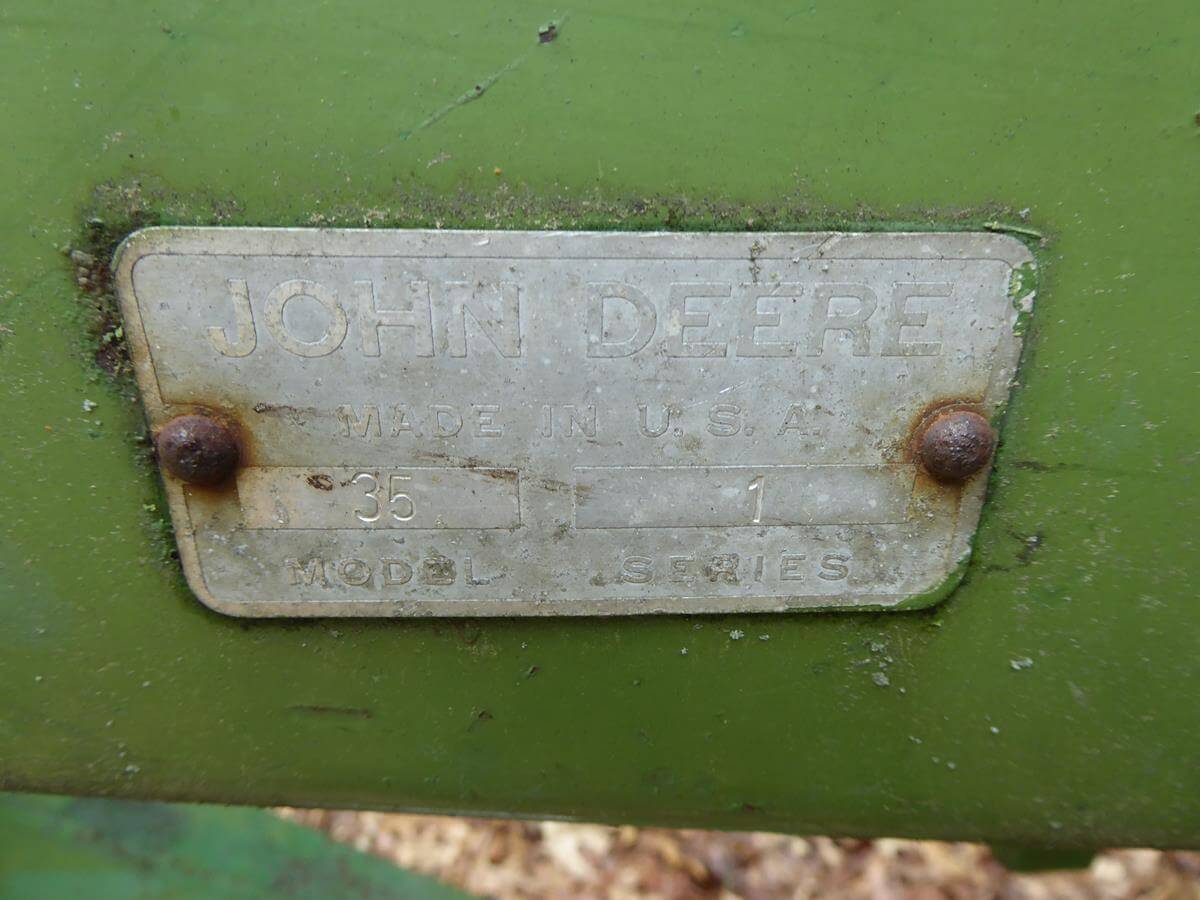 JOHN DEERE
MADE IN U.S.A.
35 1
MODEL SERIES